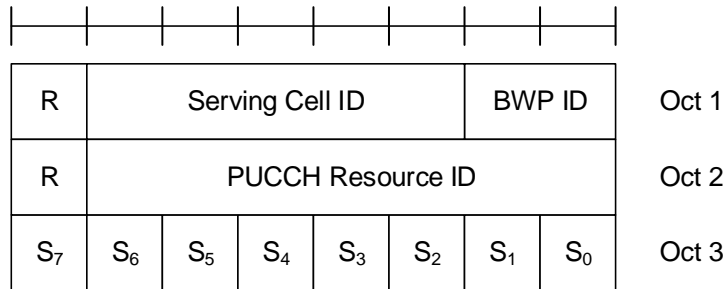 R Serving Cell ID BWP ID Oct 1
R PUCCH Resource ID Oct 2
S₇ S₆ S₅ S₄ S₃ S₂ S₁ S₀ Oct 3